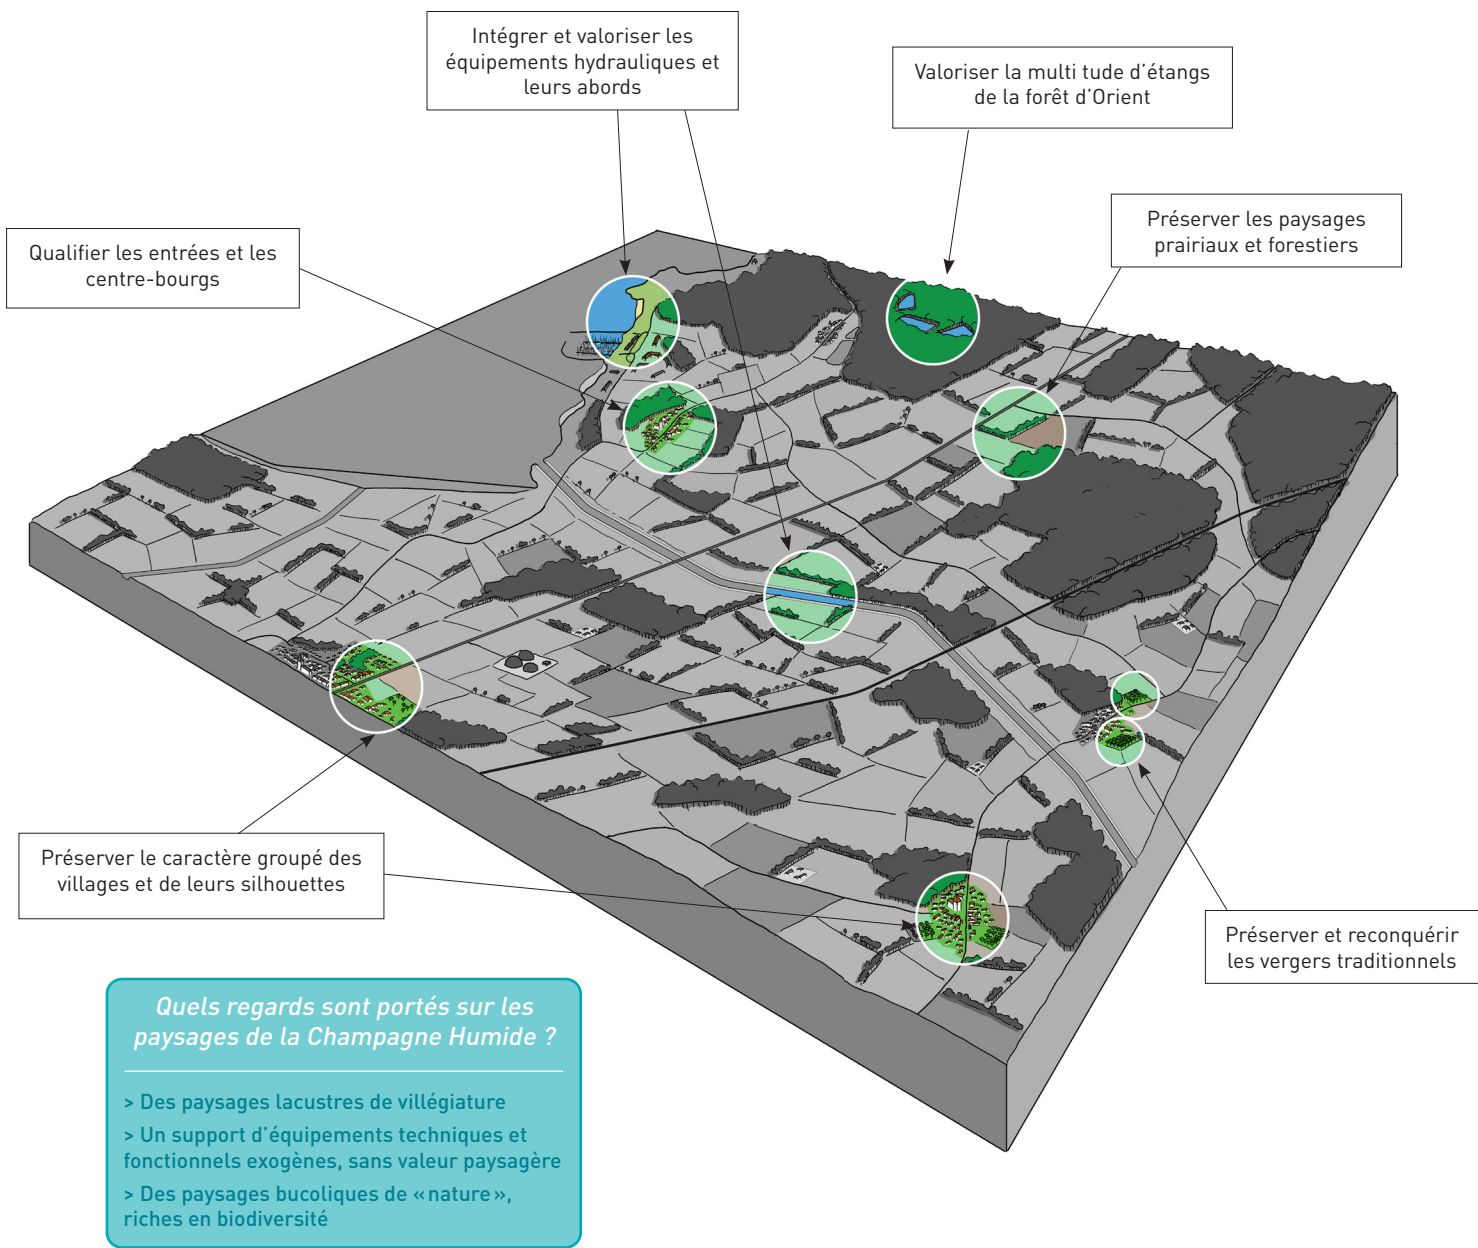 Intégrer et valoriser les
équipements hydrauliques et
leurs abords
Valoriser la multi tude d’étangs
de la forêt d’Orient
Préserver les paysages
prairiaux et forestiers
Qualifier les entrées et les
centre-bourgs
Préserver le caractère groupé des
villages et de leurs silhouettes
Préserver et reconquérir
les vergers traditionnels
Quels regards sont portés sur les
paysages de la Champagne Humide ?
> Des paysages lacustres de villégiature
> Un support d’équipements techniques et
fonctionnels exogènes, sans valeur paysagère
> Des paysages bucoliques de « nature »,
riches en biodiversité